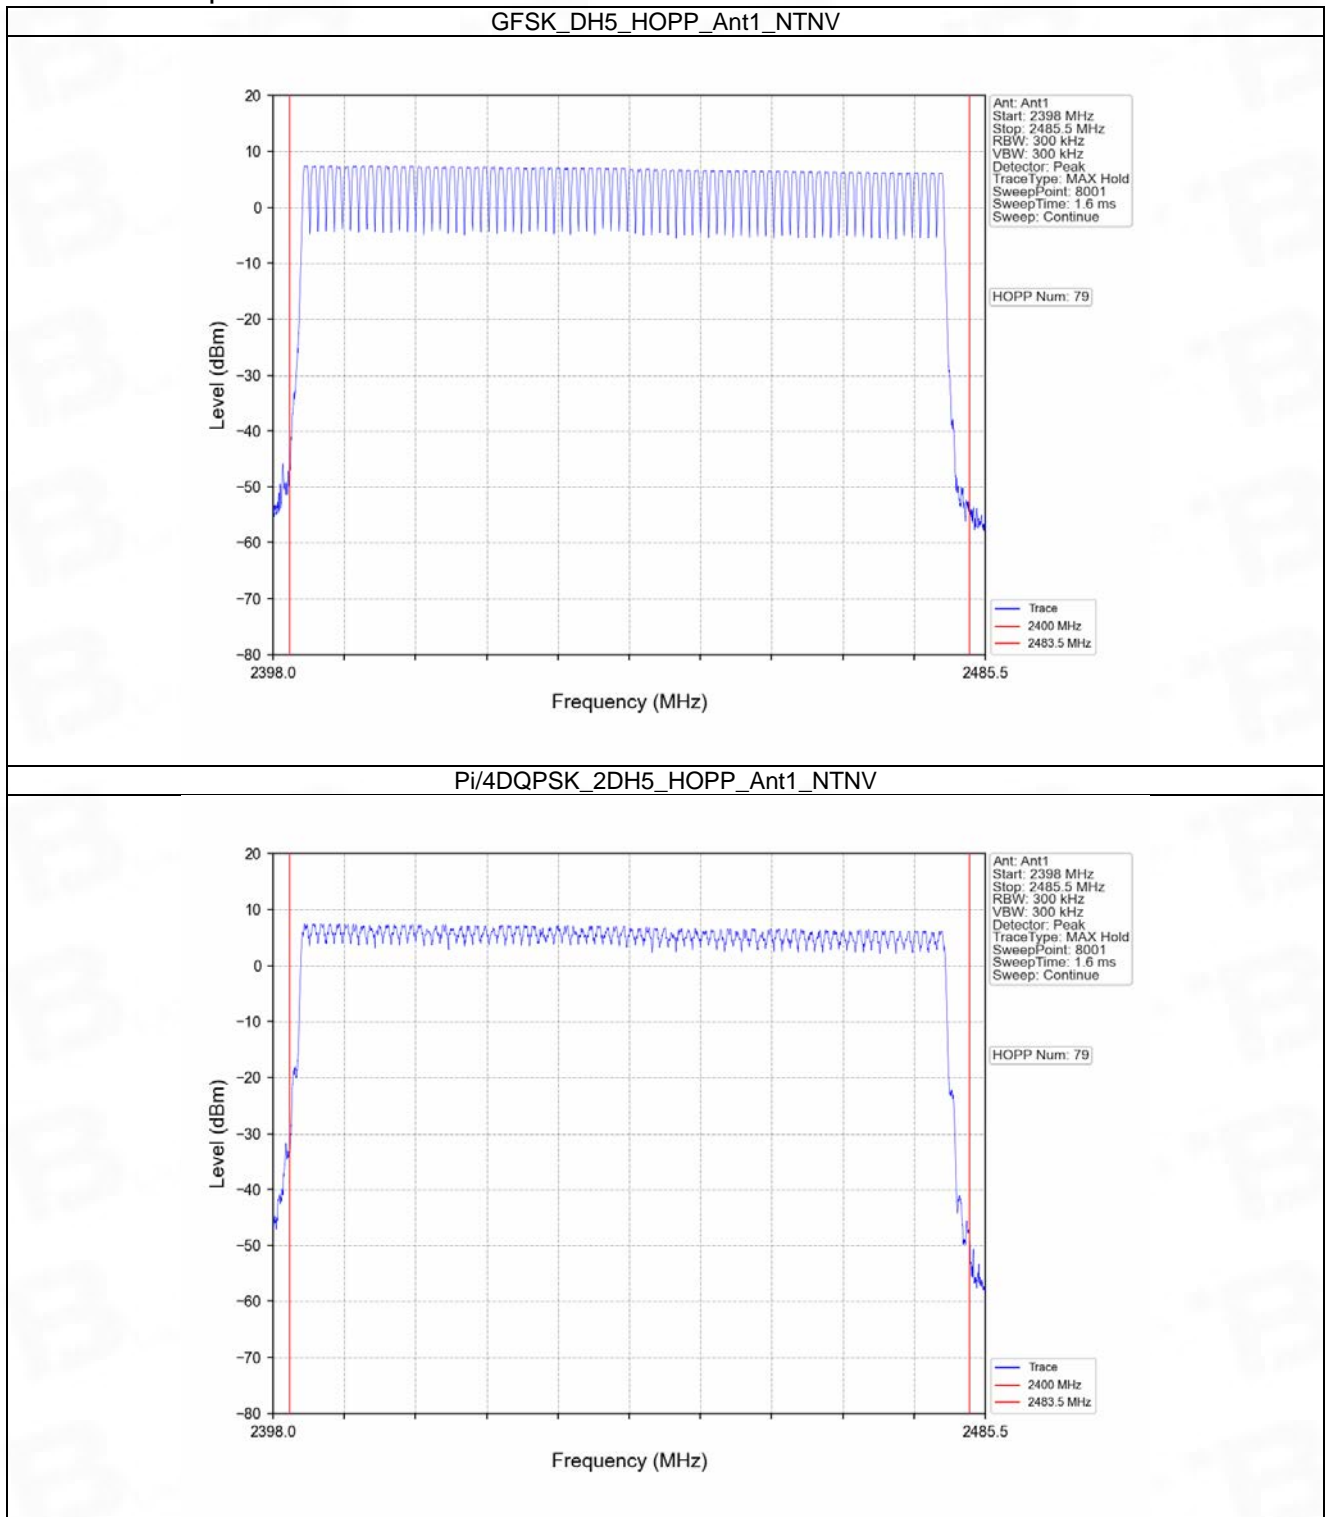 GFSK_DH5_HOPP_Ant1_NTNV
20
10
0
−10
−20
−30
−40
−50
−60
−70
−80
Level (dBm)
2398.0
2485.5
Frequency (MHz)
Ant: Ant1
Start: 2398 MHz
Stop: 2485.5 MHz
RBW: 300 kHz
VBW: 300 kHz
Detector: Peak
TraceType: MAX Hold
SweepPoint: 8001
SweepTime: 1.6 ms
Sweep: Continue
HOPP Num: 79
Trace
2400 MHz
2483.5 MHz
Pi/4DQPSK_2DH5_HOPP_Ant1_NTNV
20
10
0
−10
−20
−30
−40
−50
−60
−70
−80
Level (dBm)
2398.0
2485.5
Frequency (MHz)
Ant: Ant1
Start: 2398 MHz
Stop: 2485.5 MHz
RBW: 300 kHz
VBW: 300 kHz
Detector: Peak
TraceType: MAX Hold
SweepPoint: 8001
SweepTime: 1.6 ms
Sweep: Continue
HOPP Num: 79
Trace
2400 MHz
2483.5 MHz